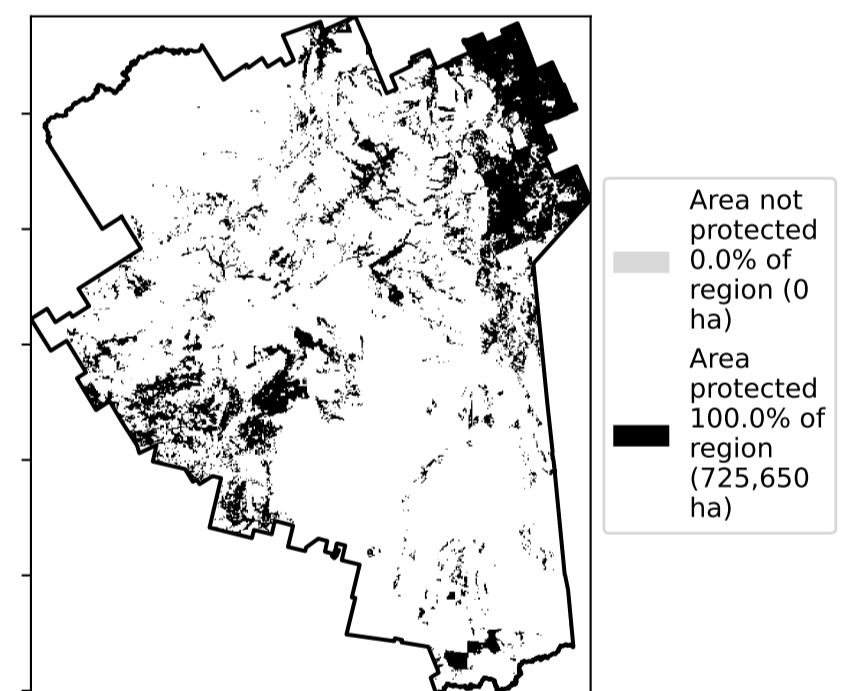 Area not
protected
0.0% of
region (0
ha)
Area
protected
100.0% of
region
(725,650
ha)